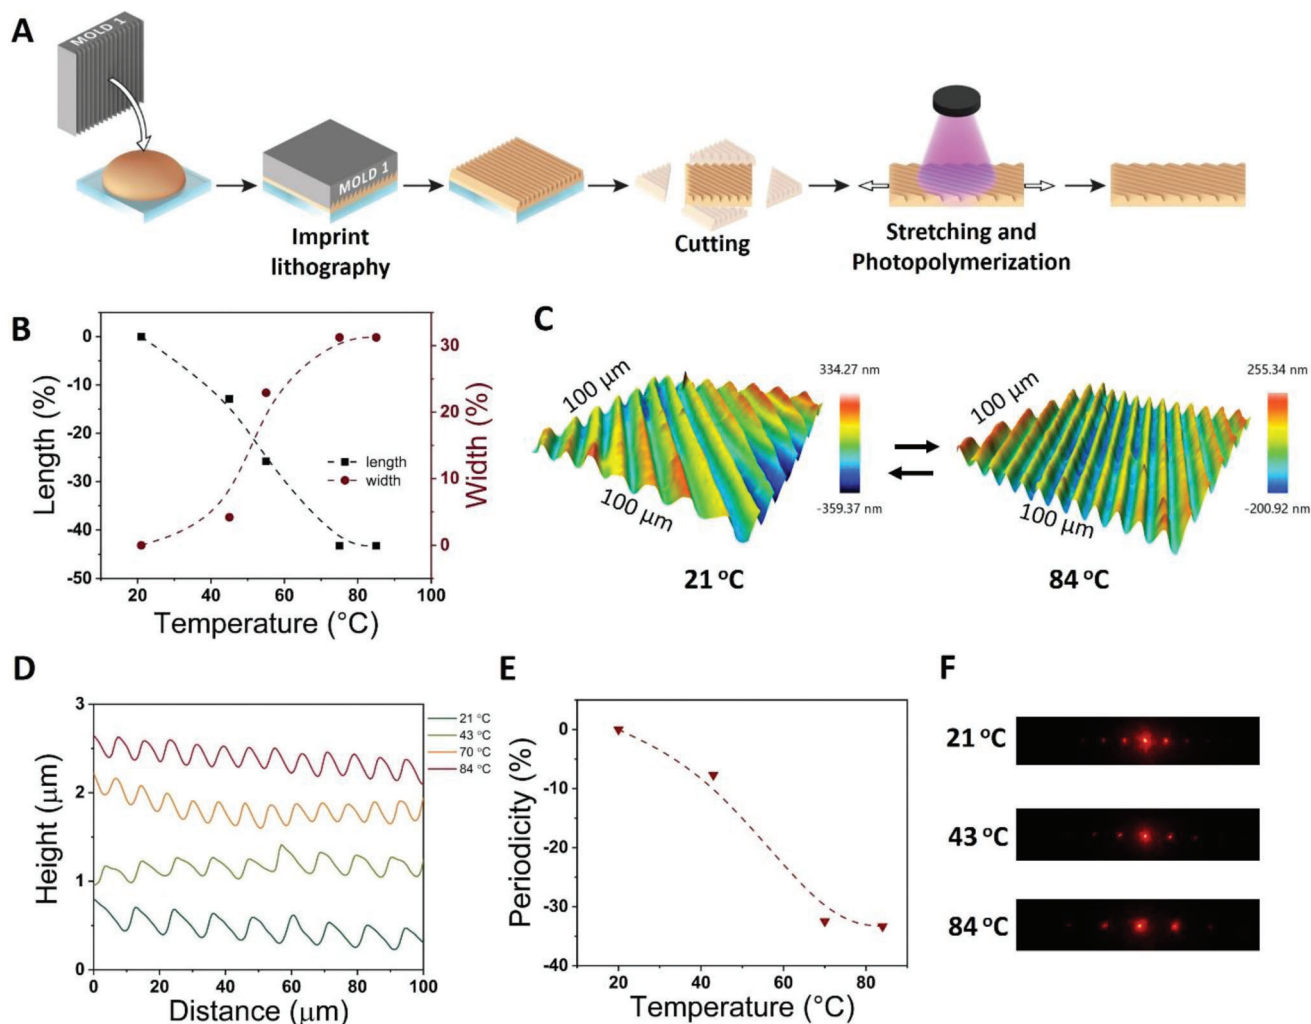 A
MOLD 1
MOLD 1
Imprint
lithography
Cutting
Stretching and
Photopolymerization
B
0
-10
-20
-30
-40
-50
Length (%)
20
40
60
80
100
Temperature (°C)
0
10
20
30
Width (%)
length
width
C
100 µm
100 µm
334.27 nm
-359.37 nm
21 °C
100 µm
100 µm
255.34 nm
-200.92 nm
84 °C
D
3
2
1
0
Height (µm)
0
20
40
60
80
100
Distance (µm)
21 °C
43 °C
70 °C
84 °C
E
0
-10
-20
-30
-40
Periodicity (%)
20
40
60
80
Temperature (°C)
F
21 °C
43 °C
84 °C